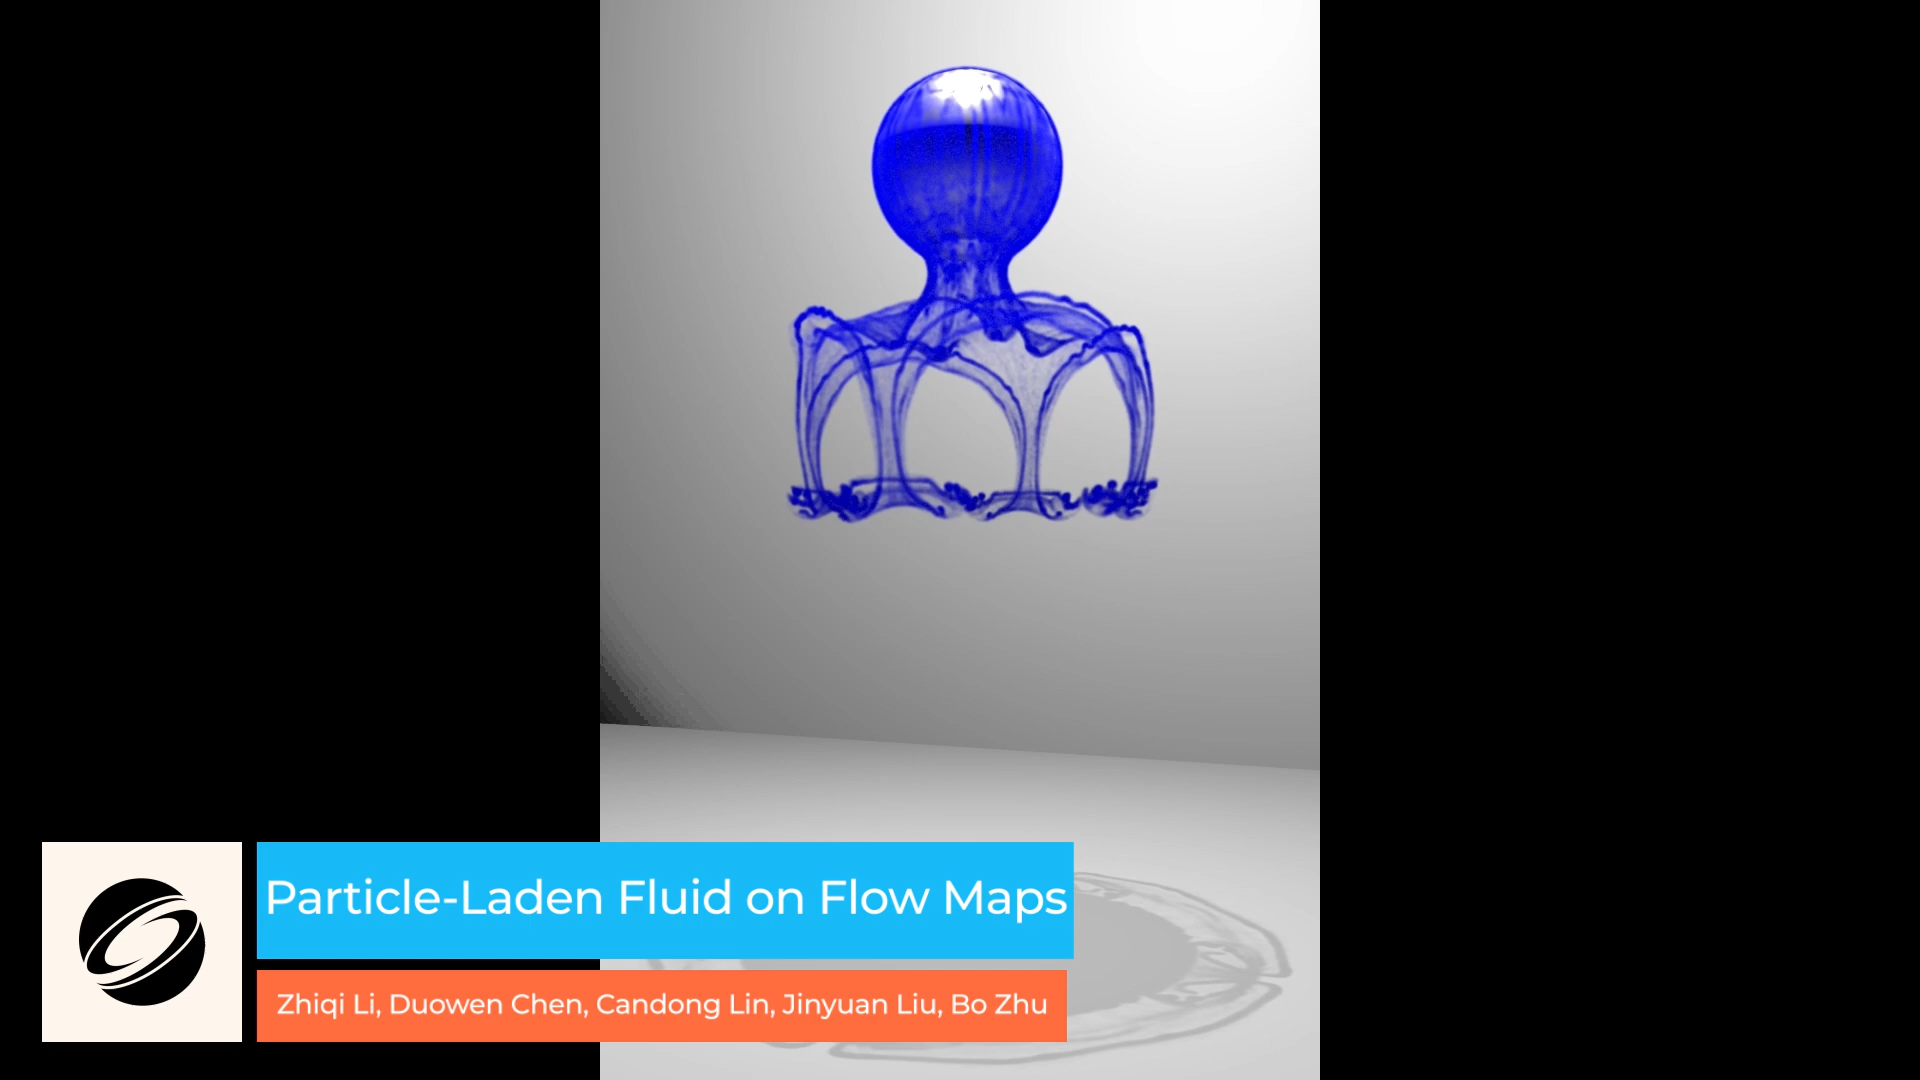 Particle-Laden Fluid on Flow Maps
Zhiqi Li, Duowen Chen, Candong Lin, Jinyuan Liu, Bo Zhu